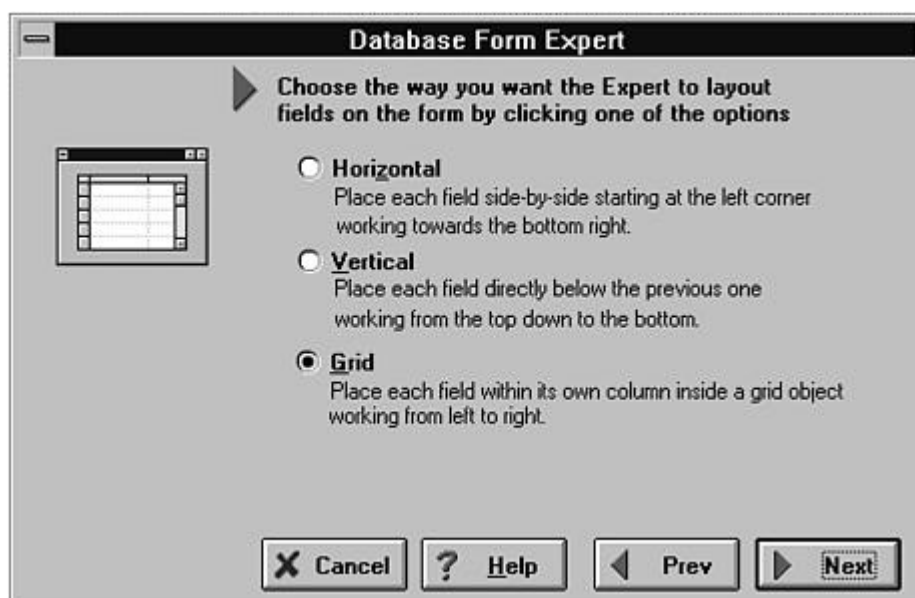 Database Form Expert
Choose the way you want the Expert to layout
fields on the form by clicking one of the options
Horizontal
Place each field side-by-side starting at the left corner
working towards the bottom right.
Vertical
Place each field directly below the previous one
working from the top down to the bottom.
Grid
Place each field within its own column inside a grid object
working from left to right.
Cancel
Help
Prev
Next